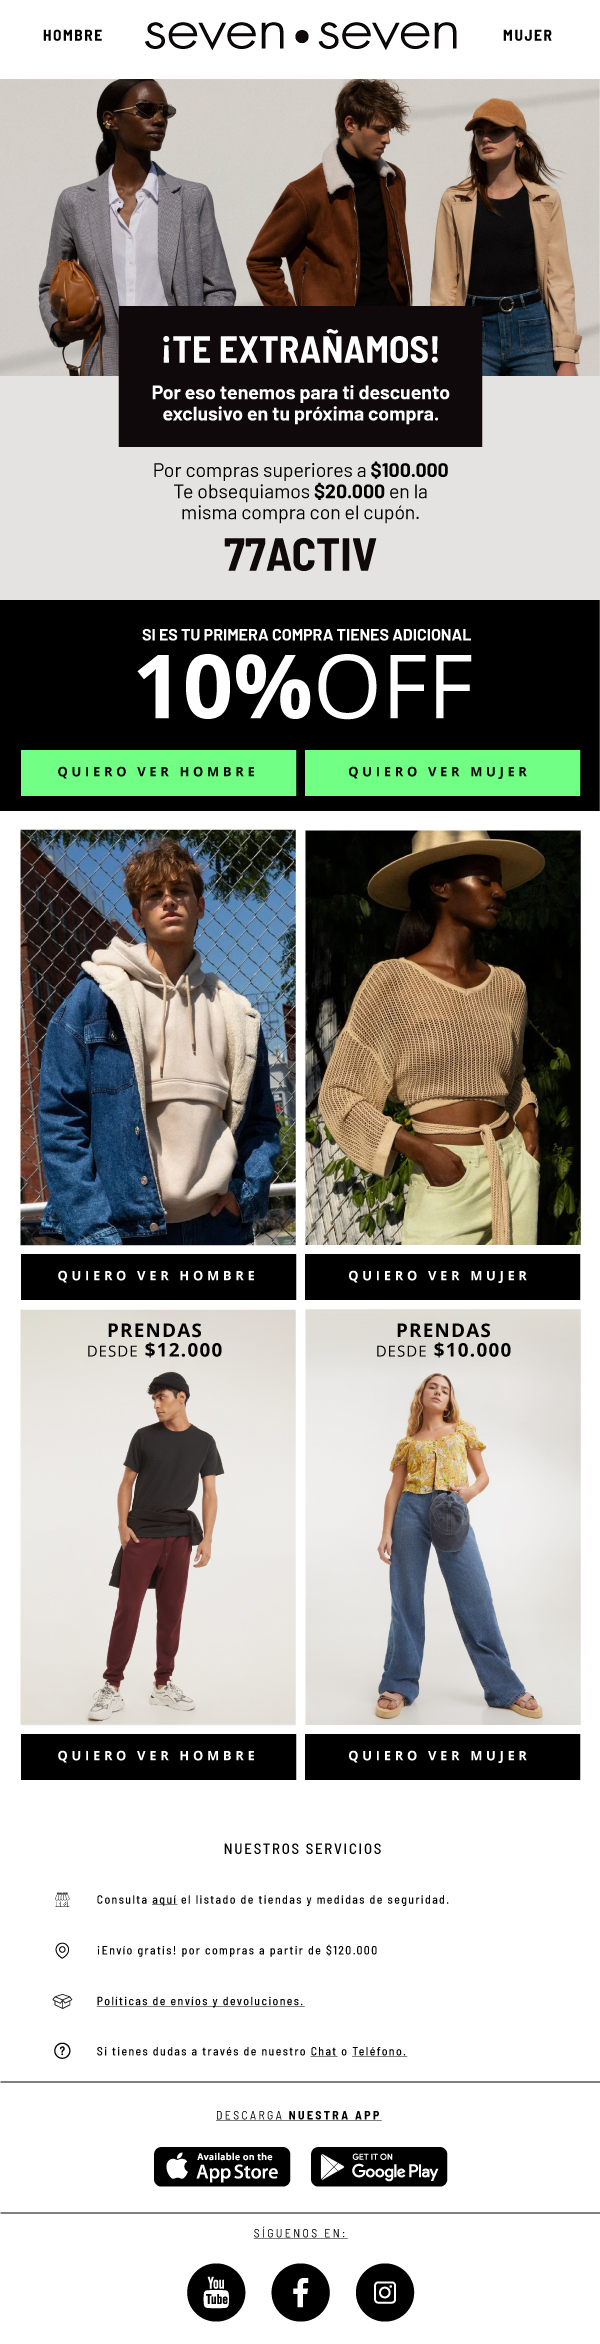 HOMBRE
seven•seven
MUJER
¡TE EXTRAÑAMOS!
Por eso tenemos para ti descuento
exclusivo en tu próxima compra.
Por compras superiores a $100.000
Te obsequiamos $20.000 en la
misma compra con el cupón.
77ACTIV
SI ES TU PRIMERA COMPRA TIENES ADICIONAL
10%OFF
QUIERO VER HOMBRE
QUIERO VER MUJER
QUIERO VER HOMBRE
QUIERO VER MUJER
PRENDAS
DESDE $12.000
PRENDAS
DESDE $10.000
QUIERO VER HOMBRE
QUIERO VER MUJER
NUESTROS SERVICIOS
Consulta aquí el listado de tiendas y medidas de seguridad.
¡Envío gratis! por compras a partir de $120.000
Políticas de envíos y devoluciones.
Si tienes dudas a través de nuestro Chat o Teléfono.
DESCARGA NUESTRA APP
Available on the
App Store
GET IT ON
Google Play
SÍGUENOS EN:
You
Tube